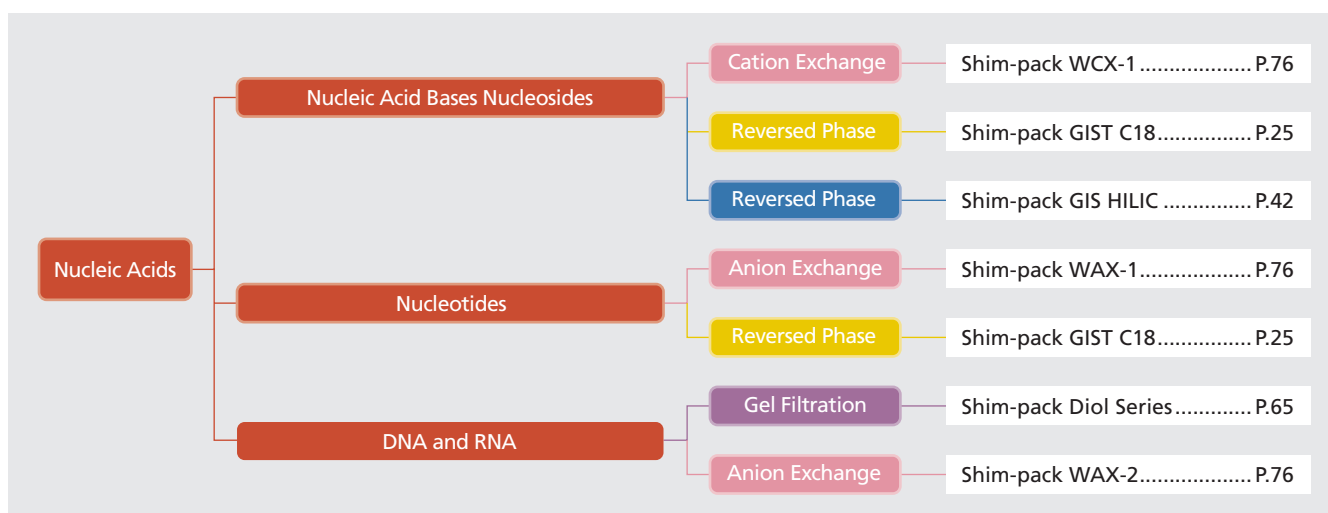 Nucleic Acids
Nucleic Acid Bases Nucleosides
Cation Exchange
Shim-pack WCX-1....................P.76
Reversed Phase
Shim-pack GIST C18.................P.25
Reversed Phase
Shim-pack GIS HILIC ................P.42
Nucleotides
Anion Exchange
Shim-pack WAX-1....................P.76
Reversed Phase
Shim-pack GIST C18.................P.25
DNA and RNA
Gel Filtration
Shim-pack Diol Series..............P.65
Anion Exchange
Shim-pack WAX-2....................P.76